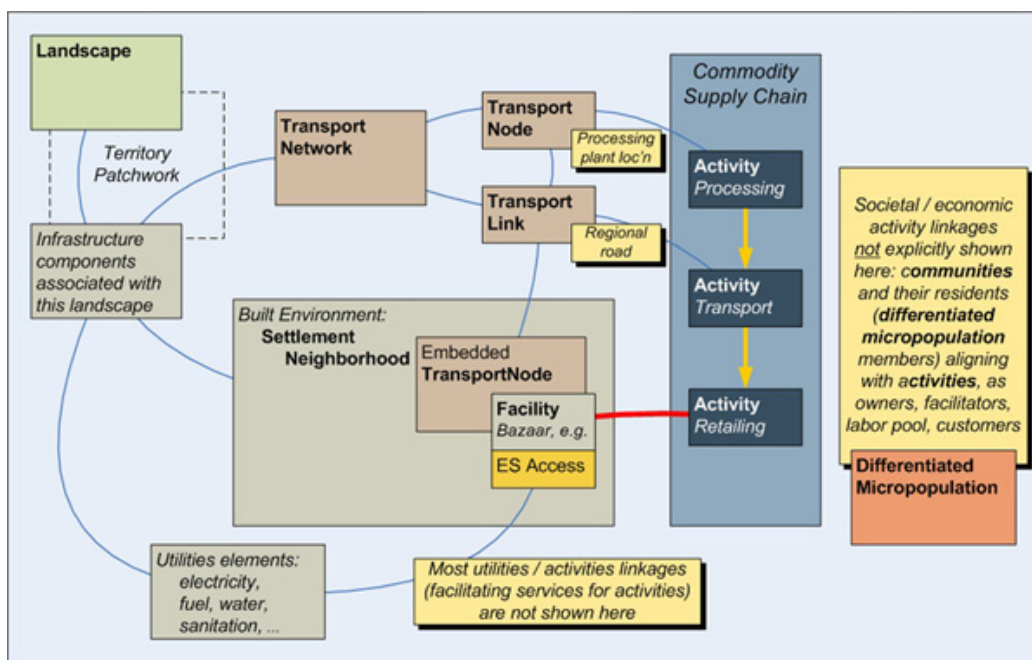 Landscape
Territory
Patchwork
Infrastructure
components
associated with
this landscape
Transport
Network
Transport
Node
Processing
plant loc'n
Transport
Link
Regional
road
Commodity
Supply Chain
Activity
Processing
Activity
Transport
Activity
Retailing
Societal / economic
activity linkages
not explicitly shown
here: communities
and their residents
(differentiated
micropopulation
members) aligning
with activities, as
owners, facilitators,
labor pool, customers
Differentiated
Micropopulation
Built Environment:
Settlement
Neighborhood
Embedded
TransportNode
Facility
Bazaar, e.g.
ES Access
Utilities elements:
electricity,
fuel, water,
sanitation, ...
Most utilities / activities linkages
(facilitating services for activities)
are not shown here